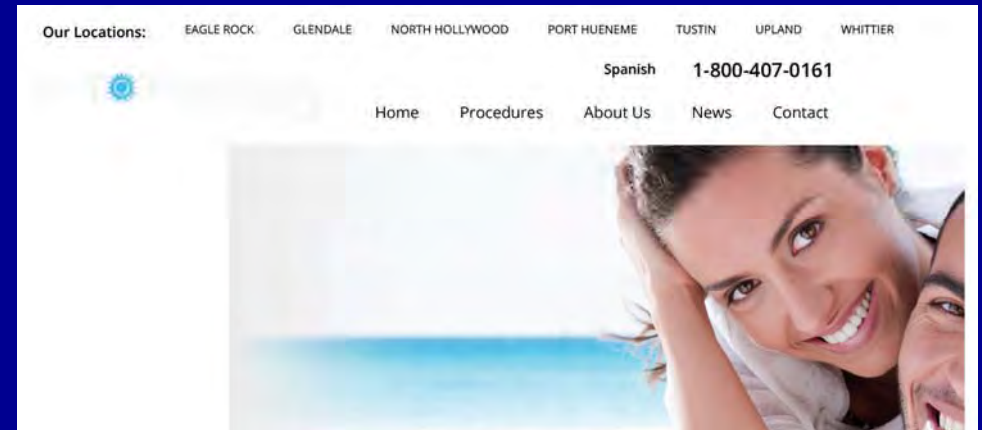 Our Locations: EAGLE ROCK GLENDALE NORTH HOLLYWOOD PORT HUENEME TUSTIN UPLAND WHITTIER
Spanish 1-800-407-0161
Home Procedures About Us News Contact